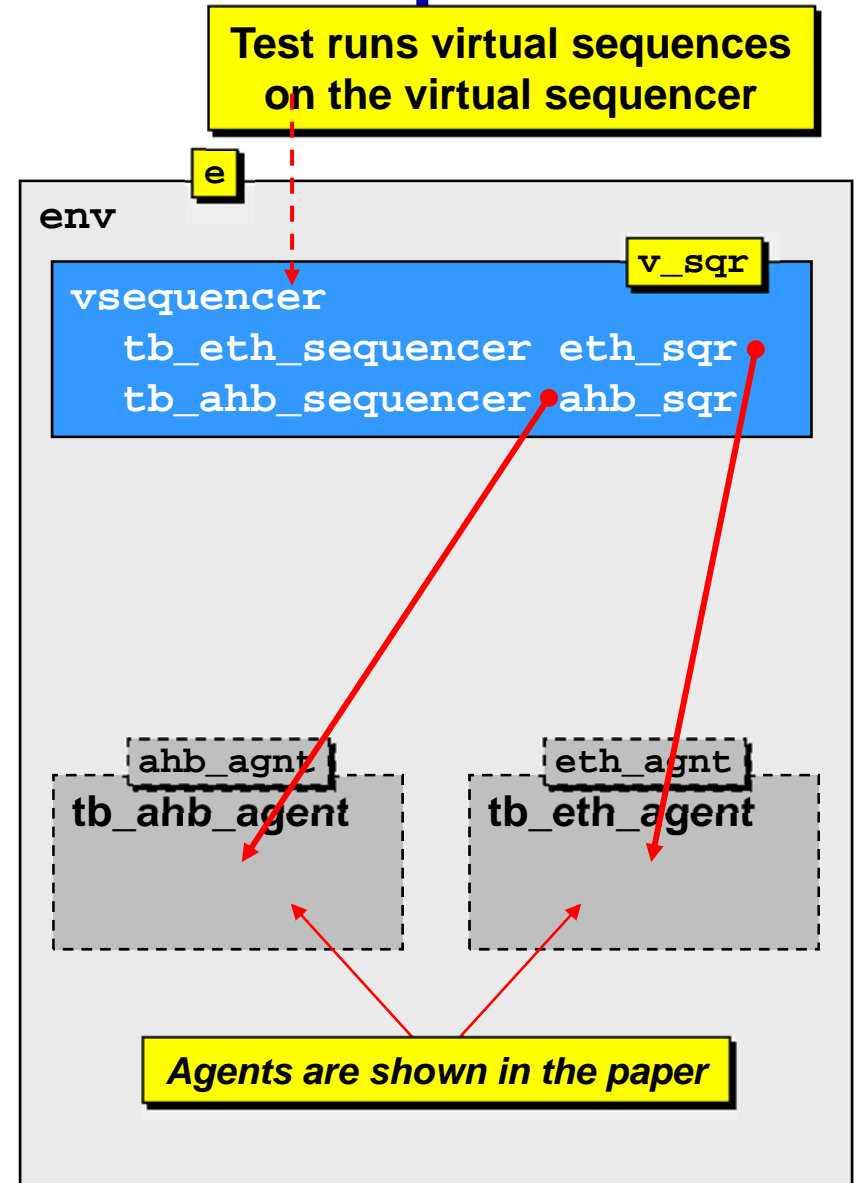 Test runs virtual sequences
on the virtual sequencer
e
env
v_sqr
vsequencer
tb_eth_sequencer eth_sqr
tb_ahb_sequencer ahb_sqr
ahb_agnt
eth_agnt
tb_ahb_agent
tb_eth_agent
Agents are shown in the paper